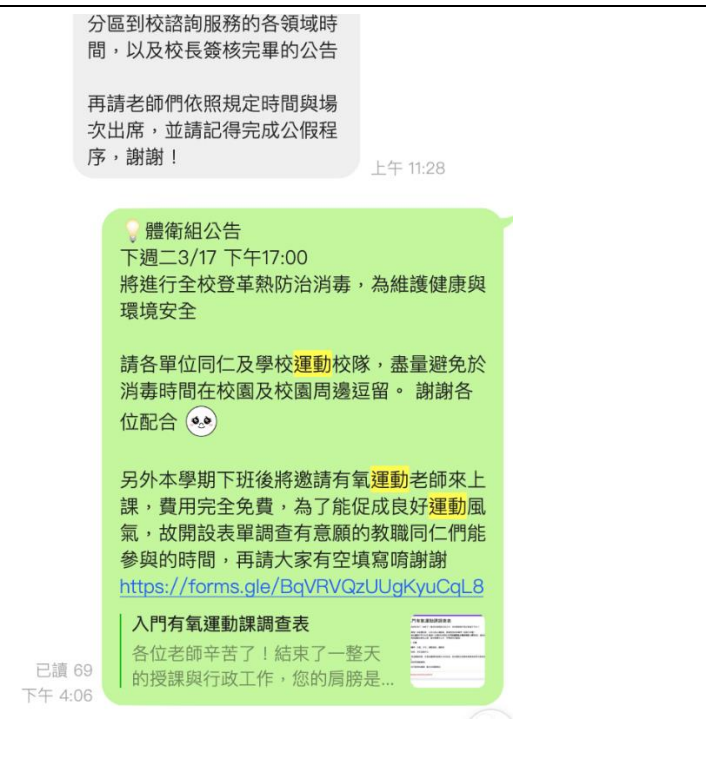 分區到校諮詢服務的各領域時
間，以及校長簽核完畢的公告
再請老師們依照規定時間與場
次出席，並請記得完成公假程
序，謝謝！
上午 11:28
體衛組公告
下週二3/17 下午17:00
將進行全校登革熱防治消毒，為維護健康與
環境安全
請各單位同仁及學校運動校隊，盡量避免於
消毒時間在校園及校園周邊逗留。 謝謝各
位配合
另外本學期下班後將邀請有氧運動老師來上
課，費用完全免費，為了能促成良好運動風
氣，故開設表單調查有意願的教職同仁們能
參與的時間，再請大家有空填寫唷謝謝
https://forms.gle/BqVRVQzUUgKyuCqL8
入門有氧運動課調查表
各位老師辛苦了！結束了一整天
的授課與行政工作，您的肩膀是...
已讀 69
下午 4:06